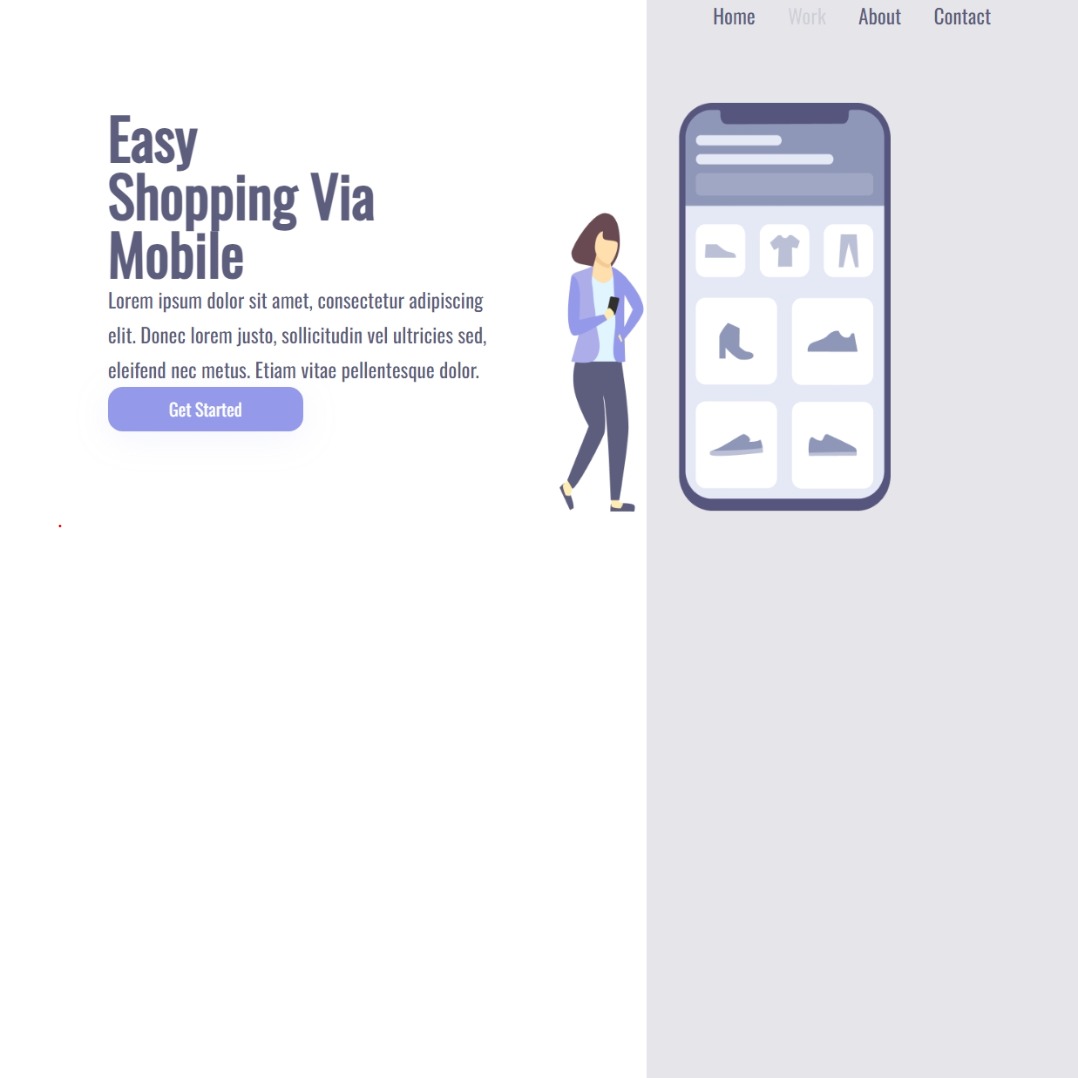 Home Work About Contact
Easy
Shopping Via
Mobile
Lorem ipsum dolor sit amet, consectetur adipiscing
elit. Donec lorem justo, sollicitudin vel ultricies sed,
eleifend nec metus. Etiam vitae pellentesque dolor.
Get Started